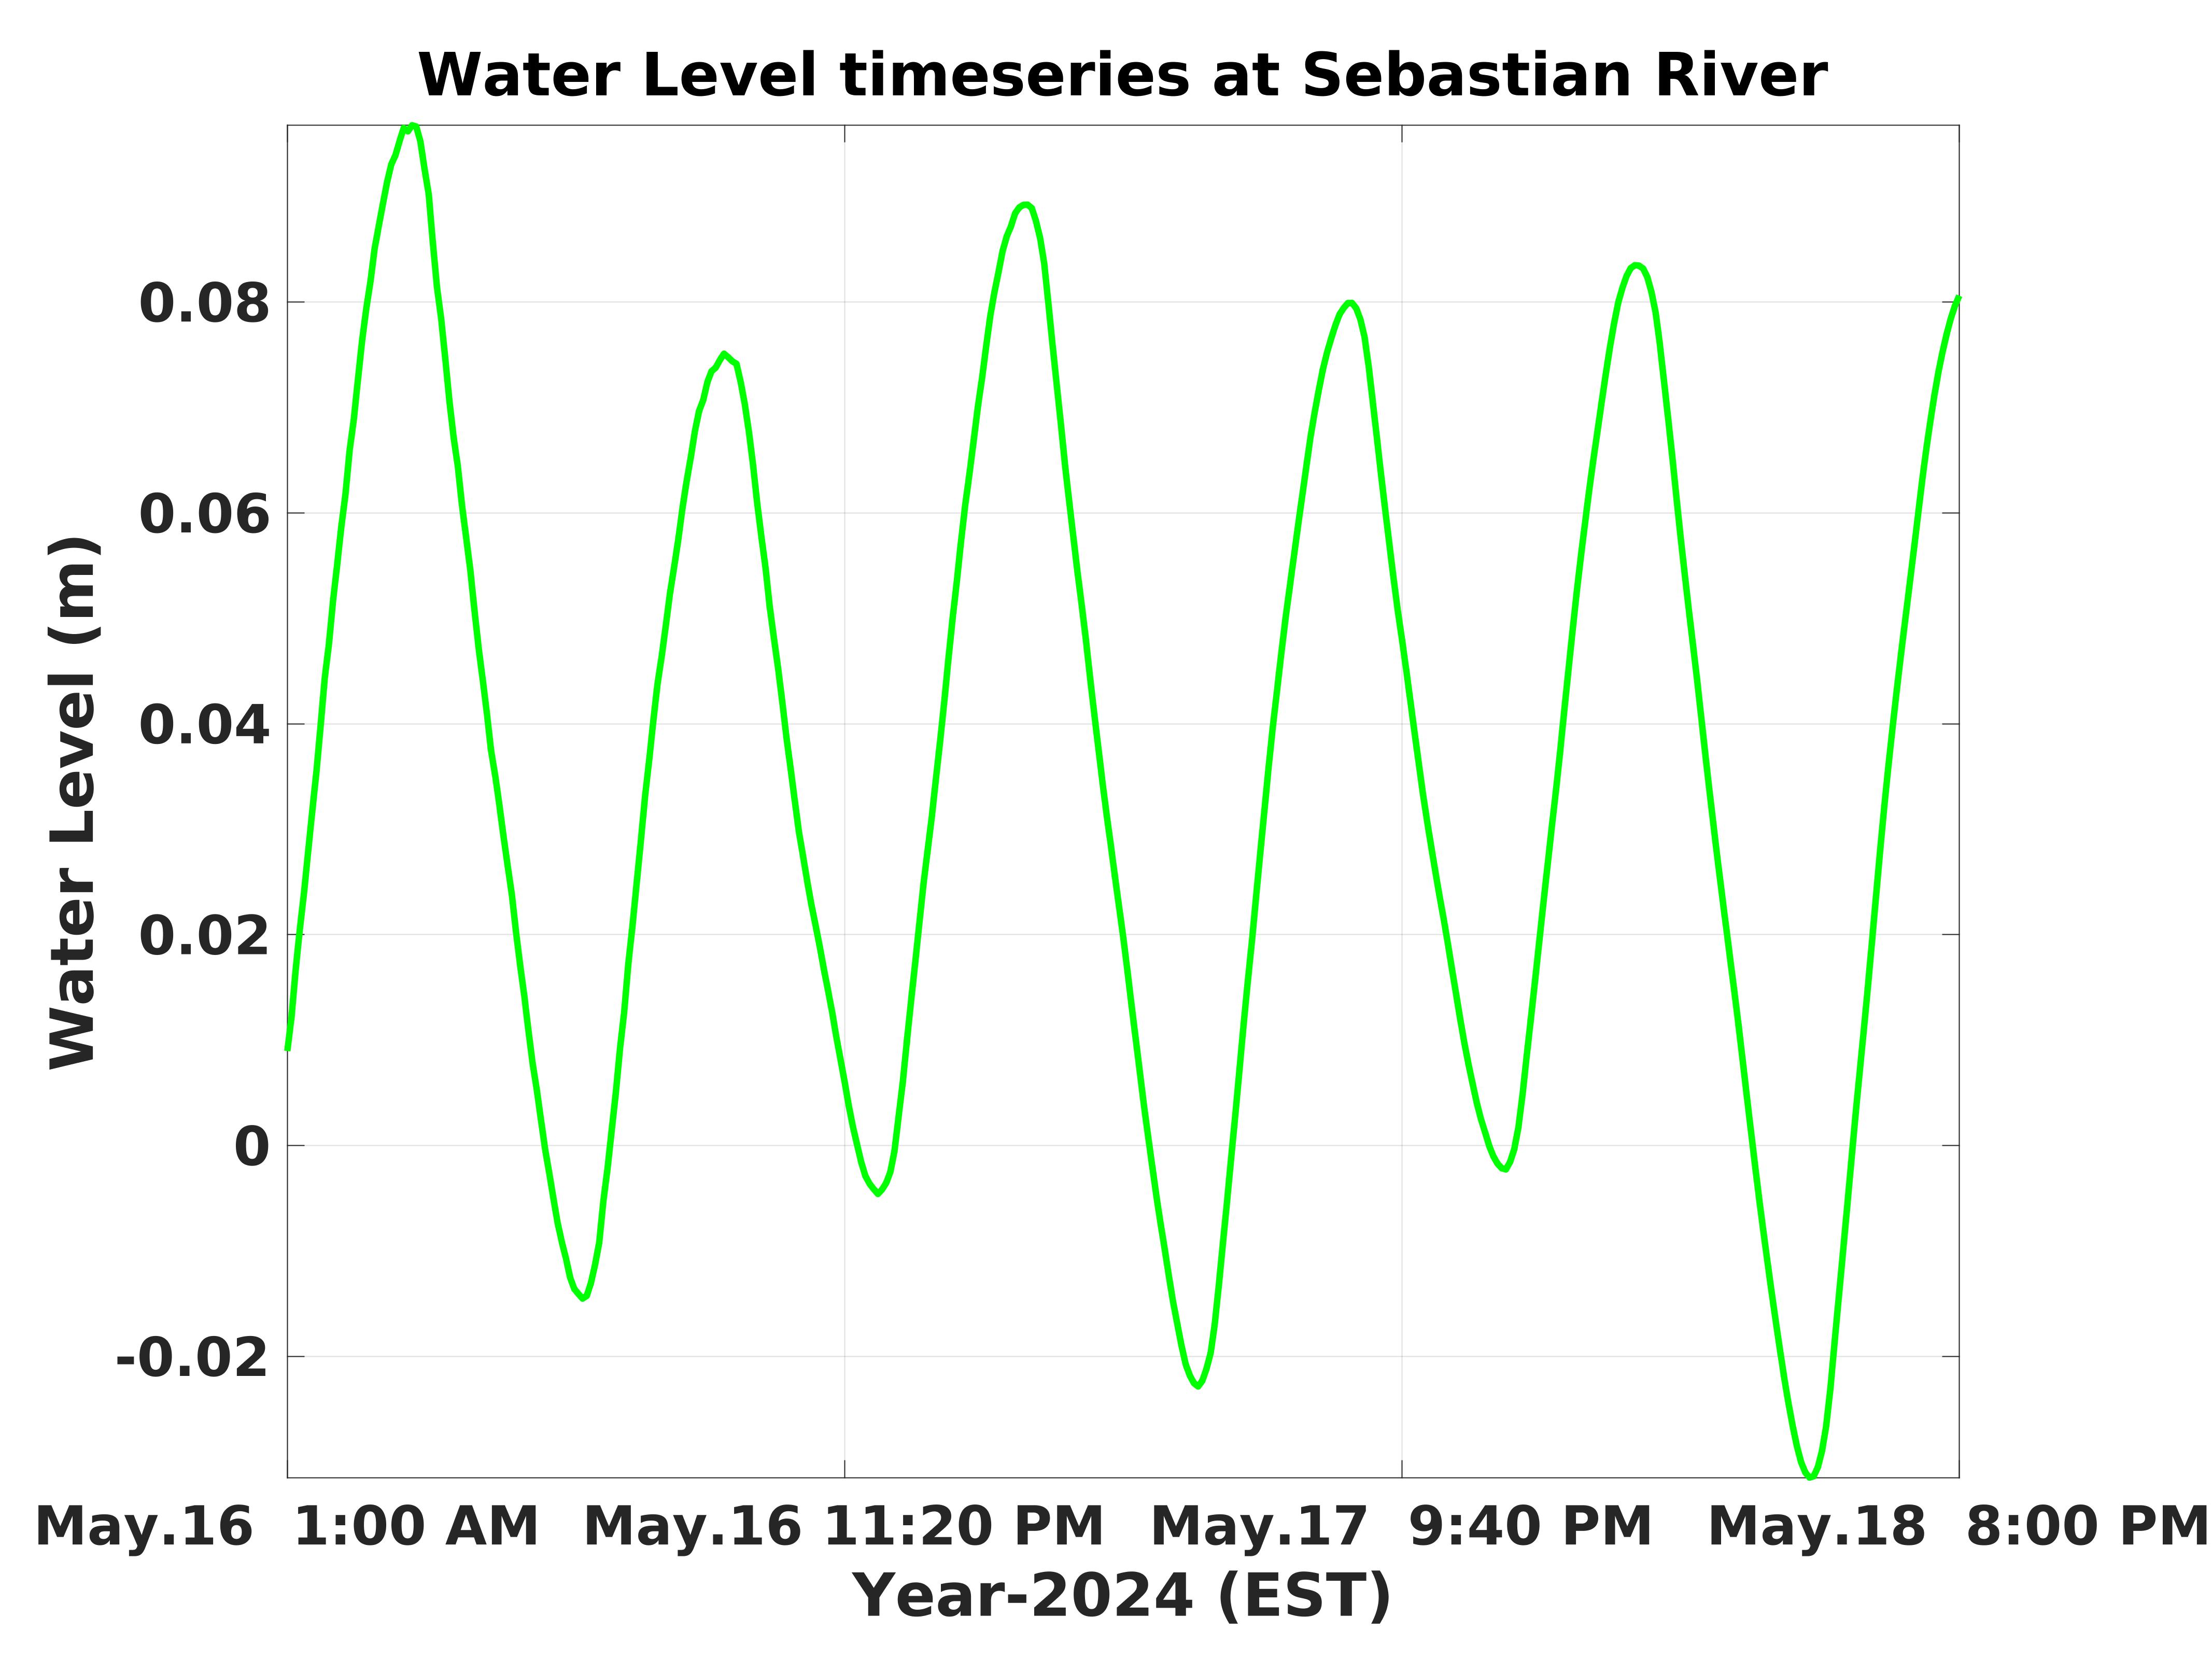 Water Level timeseries at Sebastian River
Water Level (m)
0.08
0.06
0.04
0.02
0
-0.02
May.16 1:00 AM May.16 11:20 PM May.17 9:40 PM May.18 8:00 PM
Year-2024 (EST)